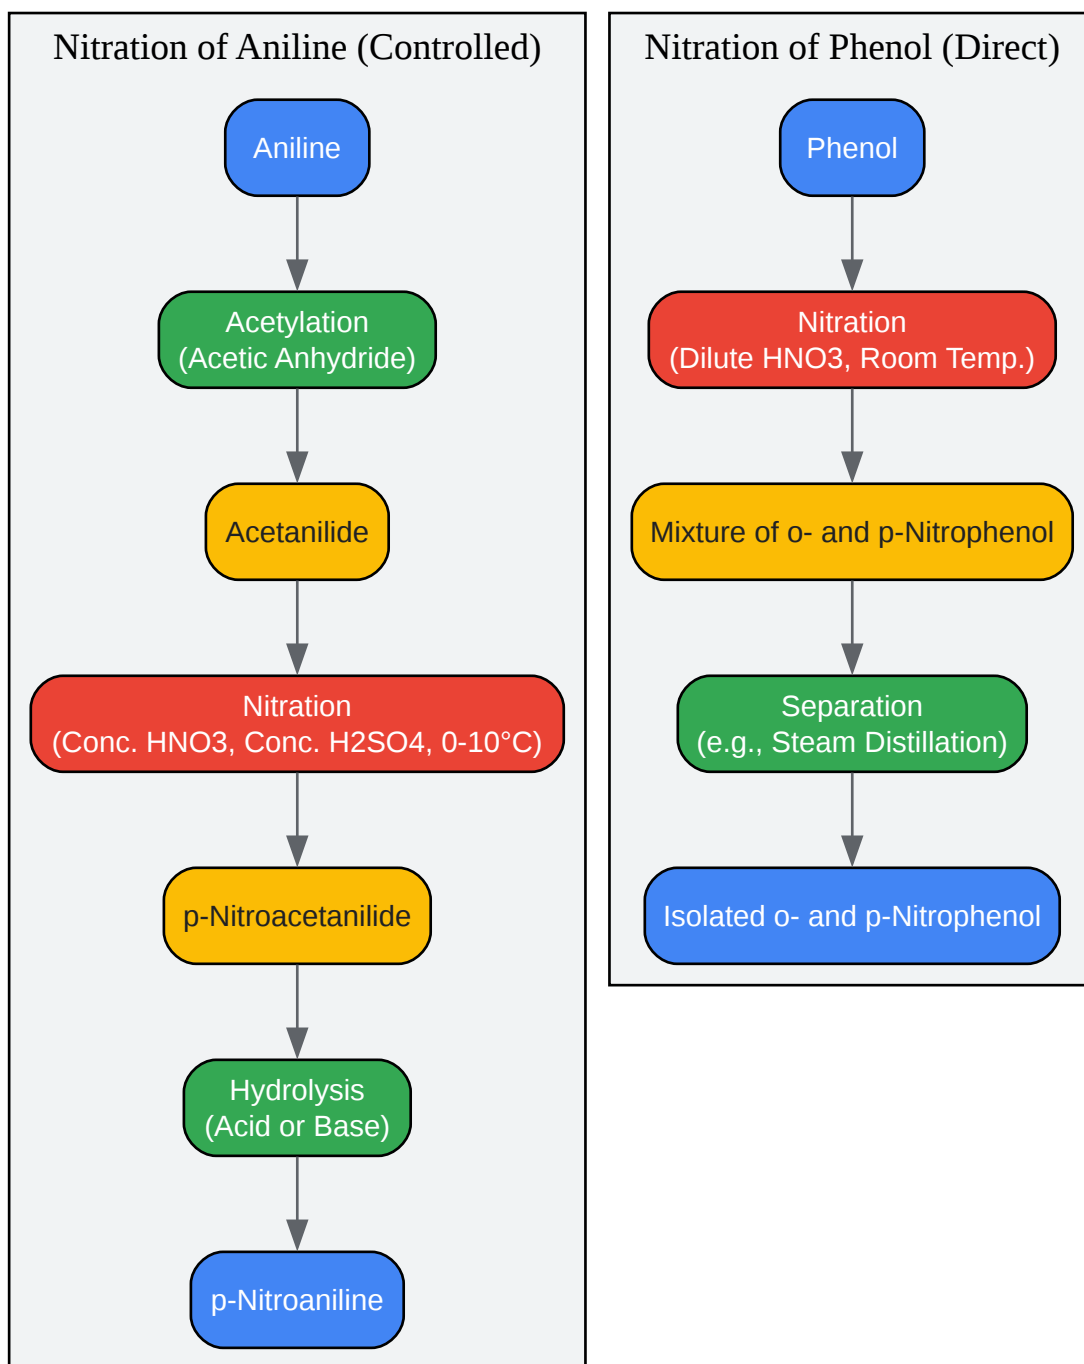 Nitration of Aniline (Controlled)
Aniline
Acetylation
(Acetic Anhydride)
Acetanilide
Nitration
(Conc. HNO3, Conc. H2SO4, 0-10°C)
p-Nitroacetanilide
Hydrolysis
(Acid or Base)
p-Nitroaniline
Nitration of Phenol (Direct)
Phenol
Nitration
(Dilute HNO3, Room Temp.)
Mixture of o- and p-Nitrophenol
Separation
(e.g., Steam Distillation)
Isolated o- and p-Nitrophenol